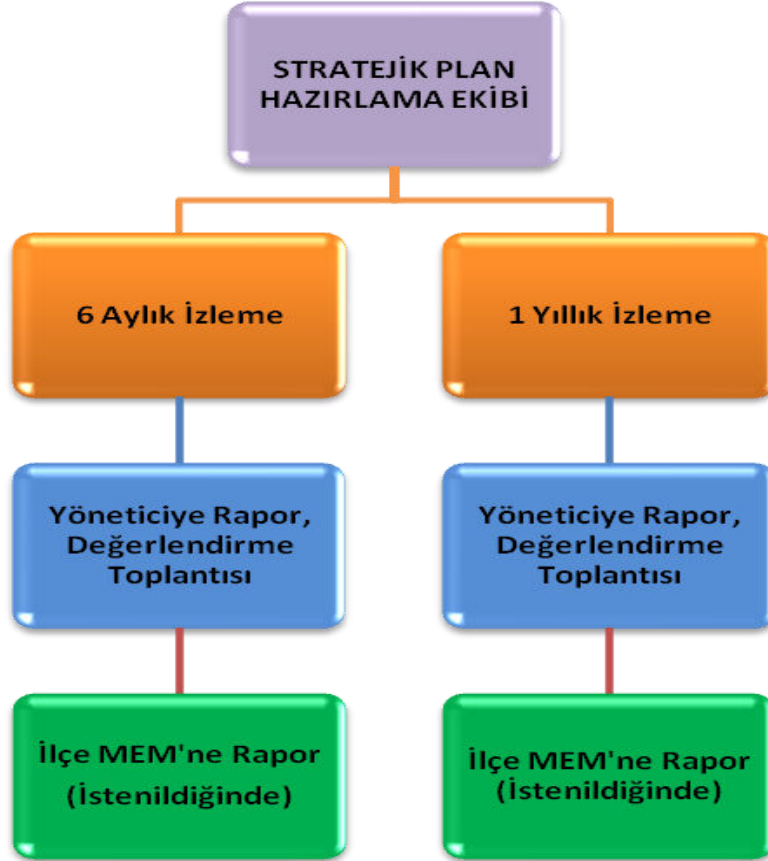 STRATEJİK PLAN
HAZIRLAMA EKİBİ
6 Aylık İzleme
1 Yıllık İzleme
Yöneticiye Rapor,
Değerlendirme
Toplantısı
Yöneticiye Rapor,
Değerlendirme
Toplantısı
İlçe MEM'ne Rapor
(İstenildiğinde)
İlçe MEM'ne Rapor
(İstenildiğinde)